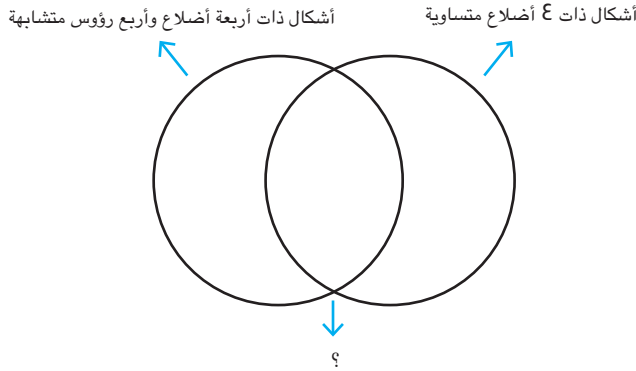 أشكال ذات ٤ أضلاع متساوية
أشكال ذات أربعة أضلاع وأربع رؤوس متشابهة
؟